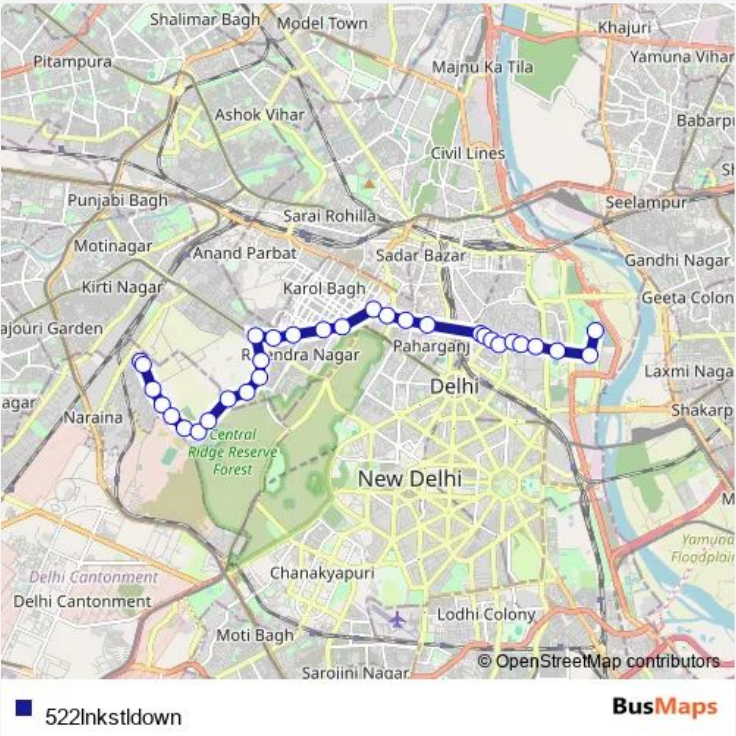 Shalimar Bagh
Model Town
Khajuri
Pitampura
Majnu Ka Tila
Yamuna Vihar
Ashok Vihar
Babarpu
Civil Lines
Sh
Punjabi Bagh
Sarai Rohilla
Seelampur
Motinagar
Anand Parbat
Sadar Bazar
Gandhi Nagar
Kirti Nagar
Karol Bagh
Geeta Colon
ajouri Garden
Rajendra Nagar
Paharganj
Laxmi Naga
Delhi
agar
Naraina
Shakarp
Central
Ridge Reserve
Forest
New Delhi
M
Yamuna
Floodplain
Delhi Cantonment
Chanakyapuri
Delhi Cantonment
Lodhi Colony
Moti Bagh
Sarojini Nagar
© OpenStreetMap contributors
522lnkstldown
BusMaps